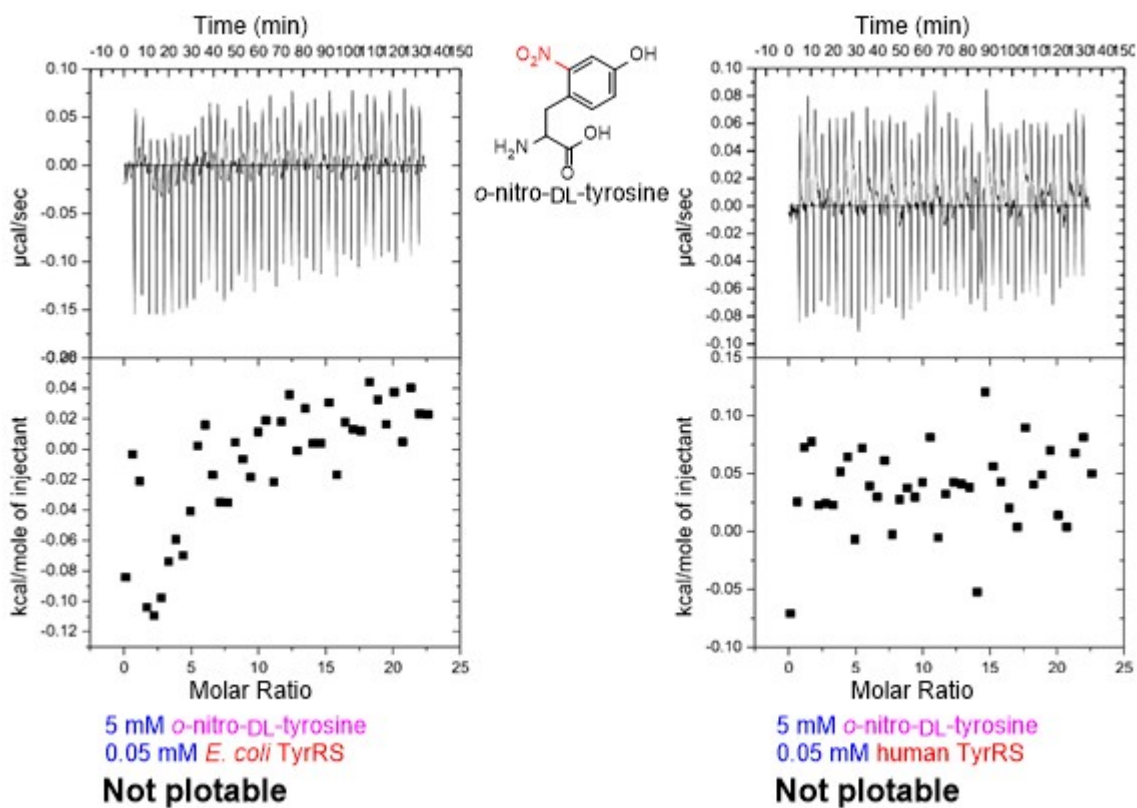 Time (min)
-10 0 10 20 30 40 50 60 70 80 90 100 110 120 130 140 150
0.10
0.05
0.00
-0.05
-0.10
-0.15
µcal/sec
0.04
0.02
0.00
-0.02
-0.04
-0.06
-0.08
-0.10
-0.12
kcal/mole of injectant
0 5 10 15 20 25
Molar Ratio
5 mM o-nitro-DL-tyrosine
0.05 mM E. coli TyrRS
Not plotable
O₂N
OH
H₂N
OH
O
o-nitro-DL-tyrosine
Time (min)
-10 0 10 20 30 40 50 60 70 80 90 100 110 120 130 140 150
0.10
0.08
0.06
0.04
0.02
0.00
-0.02
-0.04
-0.06
-0.08
-0.10
µcal/sec
0.15
0.10
0.05
0.00
-0.05
-0.10
kcal/mole of injectant
0 5 10 15 20 25
Molar Ratio
5 mM o-nitro-DL-tyrosine
0.05 mM human TyrRS
Not plotable